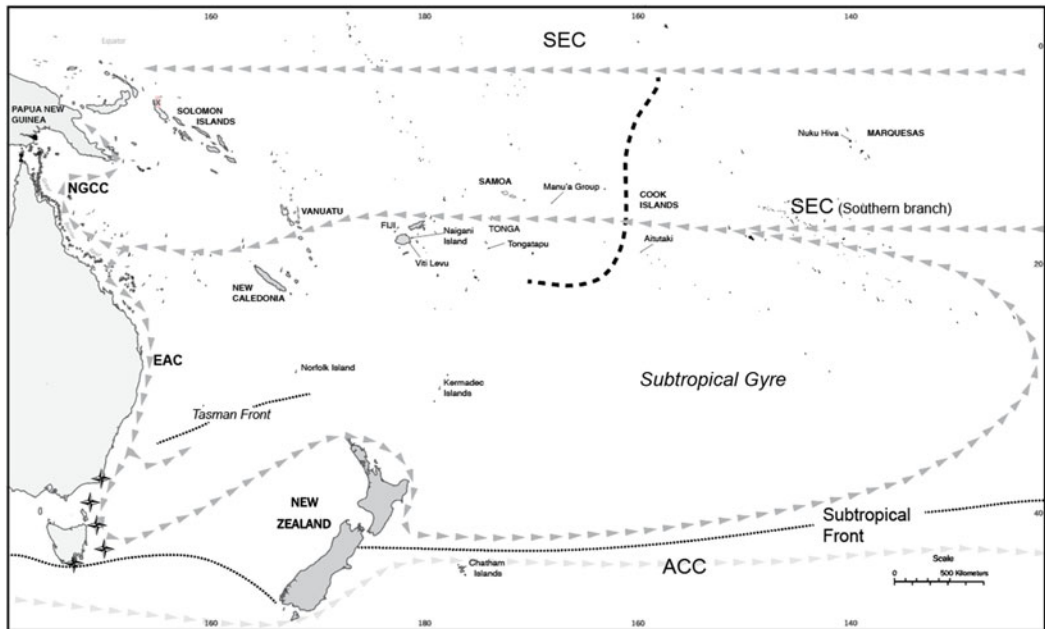 160
180
160
140
Equator
SEC
0
PAPUA NEW
GUINEA
SOLOMON
ISLANDS
Nuku Hiva
MARQUESAS
NGCC
SAMOA
Manu'a Group
COOK
ISLANDS
SEC (Southern branch)
VANUATU
FIJI
Naigani
Island
TONGA
Tongatapu
Aitutaki
Viti Levu
20
NEW
CALEDONIA
EAC
Norfolk Island
Kermadec
Islands
Subtropical Gyre
Tasman Front
NEW
ZEALAND
Subtropical
Front
40
Chatham
Islands
ACC
Scale
0
500 Kilometers
160
180
160
140